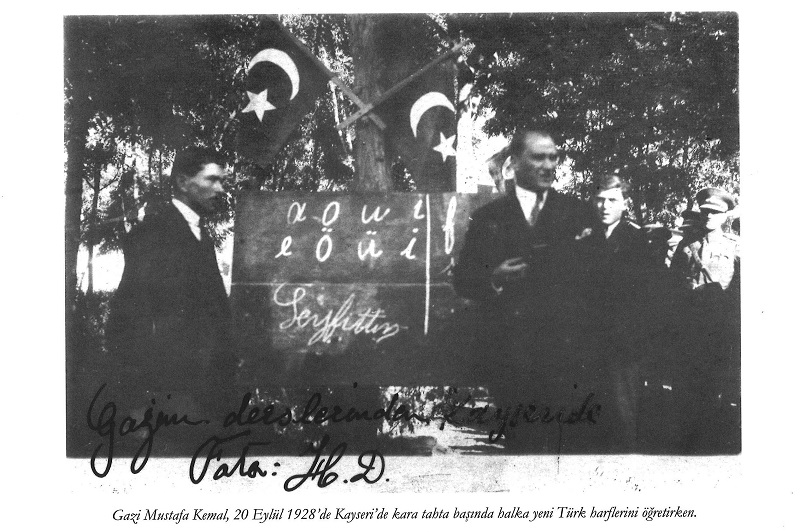 a o u ı f
e ö ü i
Seyfettin
Gazinin derslerinden Kayseride
Foto: H.D.
Gazi Mustafa Kemal, 20 Eylül 1928'de Kayseri'de kara tahta başında halka yeni Türk harflerini öğretirken.